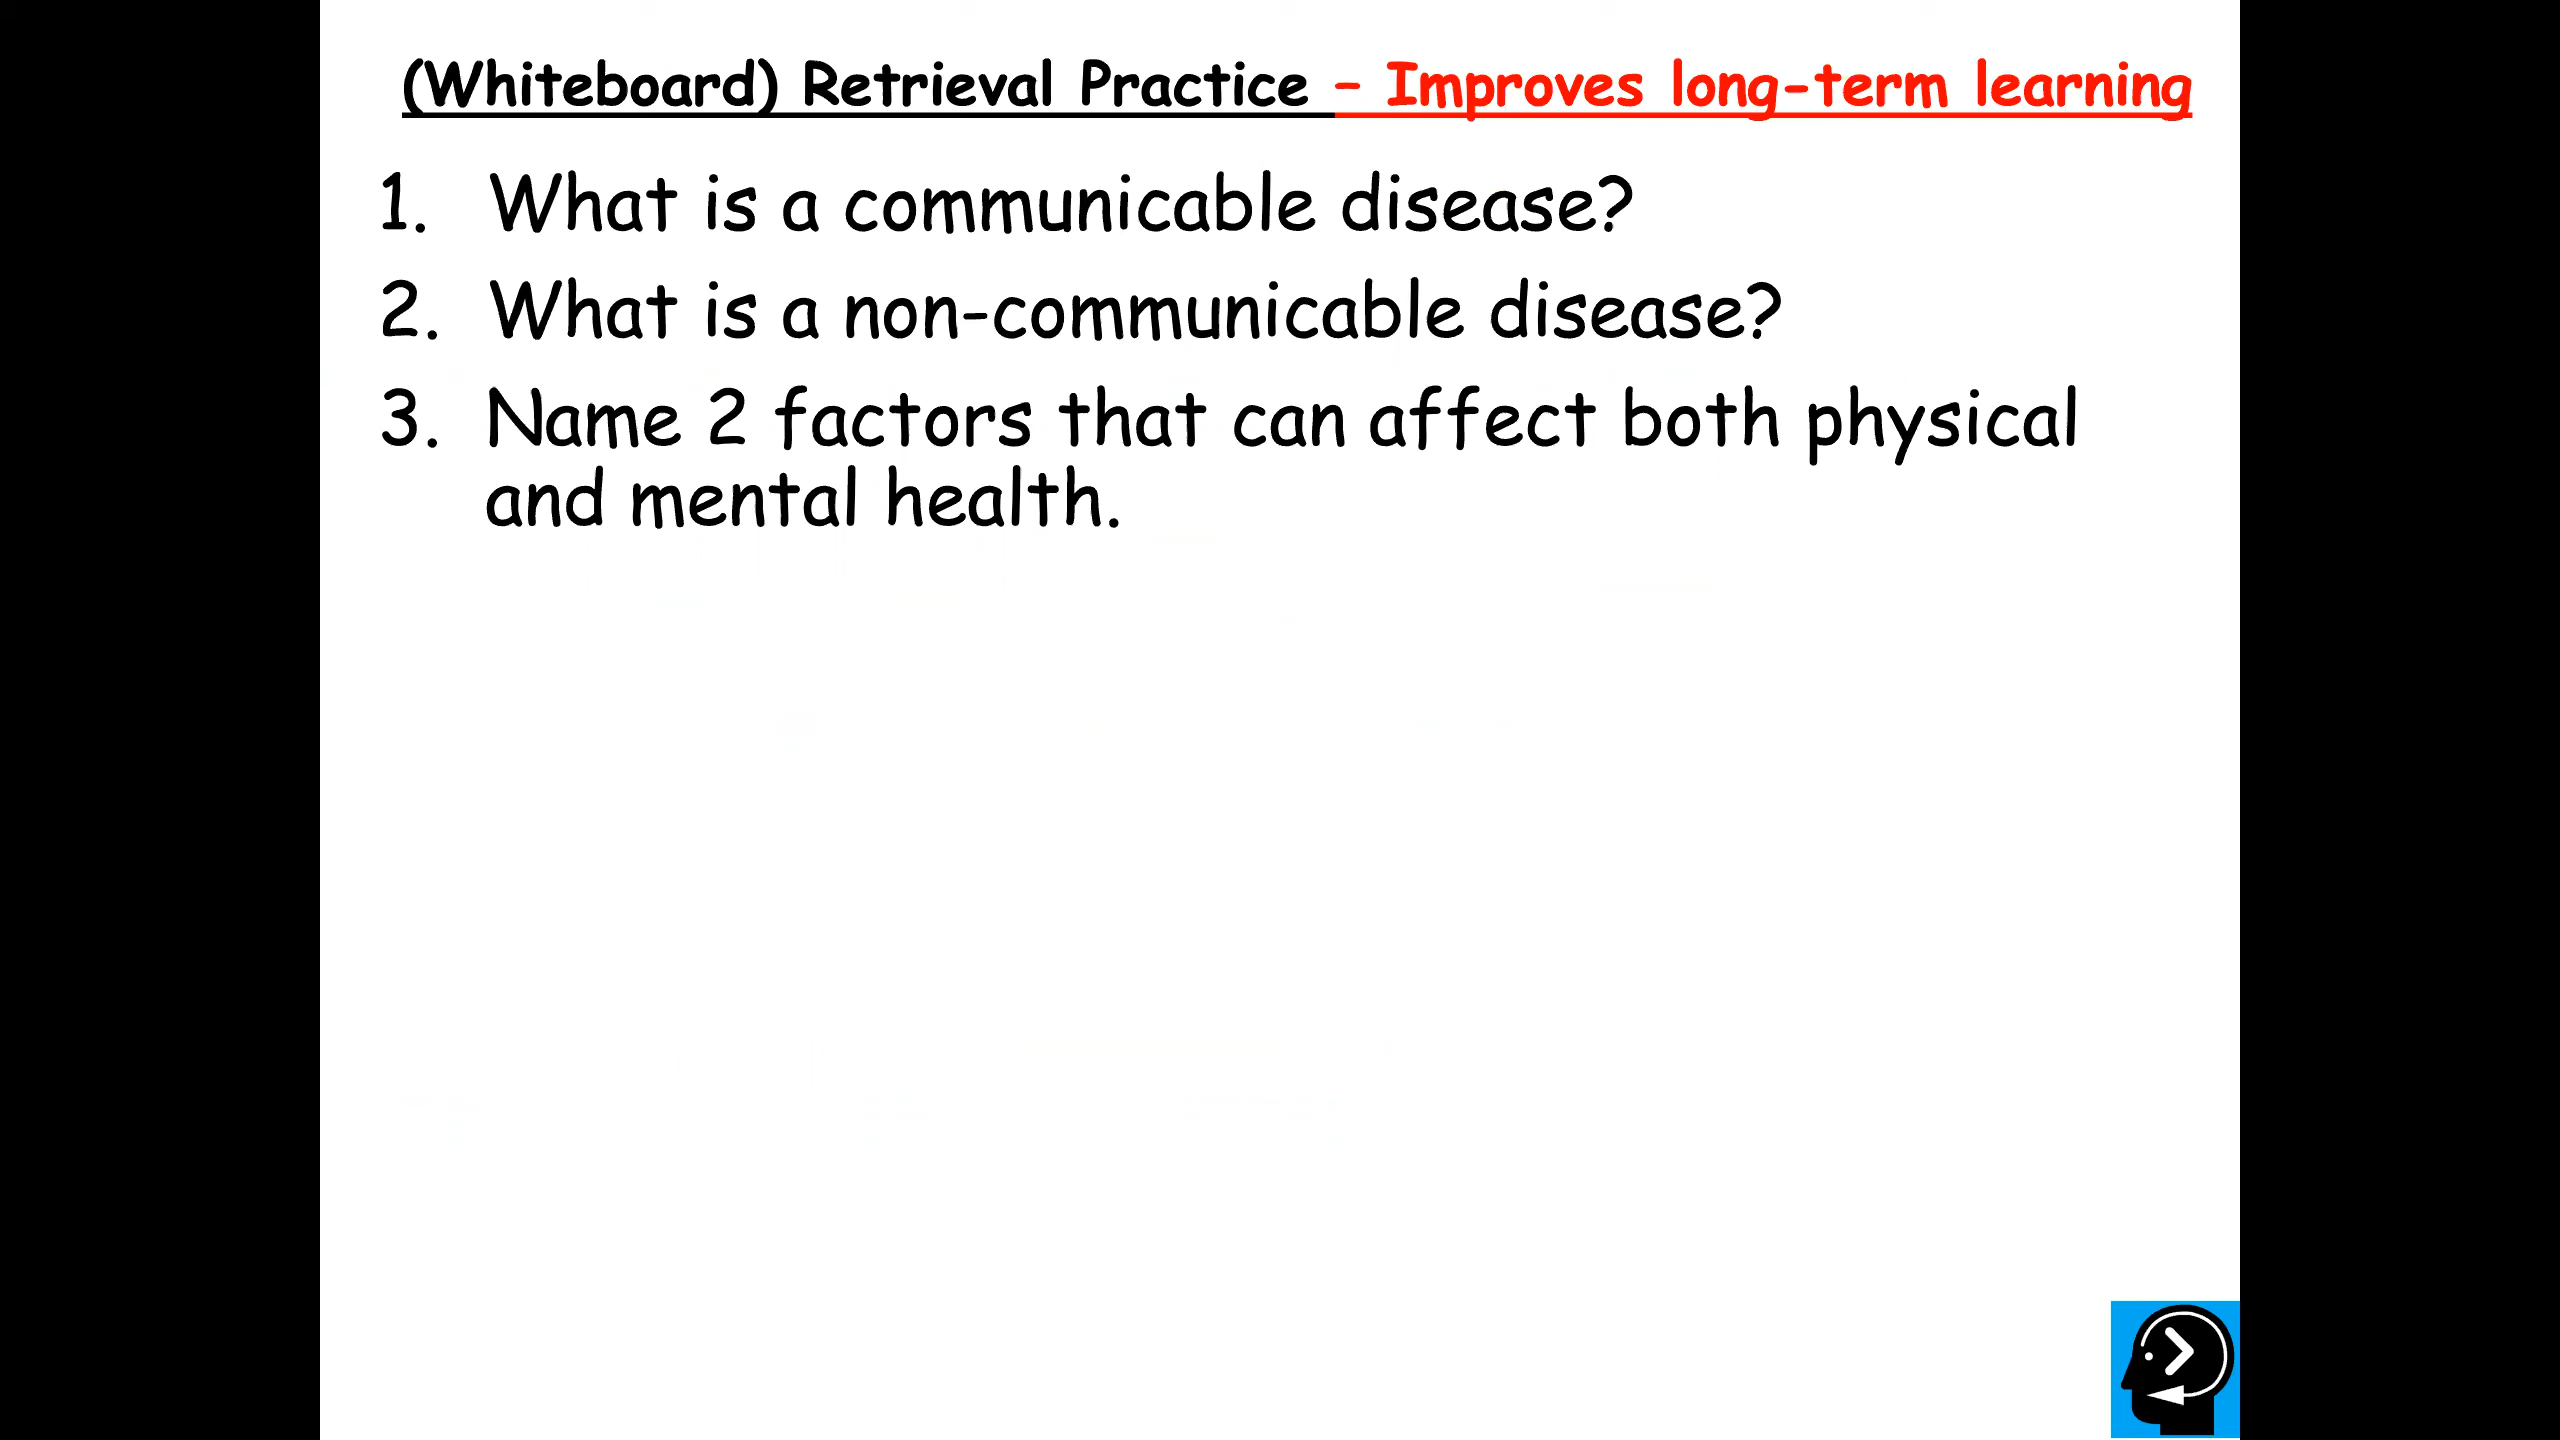 (Whiteboard) Retrieval Practice – Improves long-term learning
1. What is a communicable disease?
2. What is a non-communicable disease?
3. Name 2 factors that can affect both physical
and mental health.